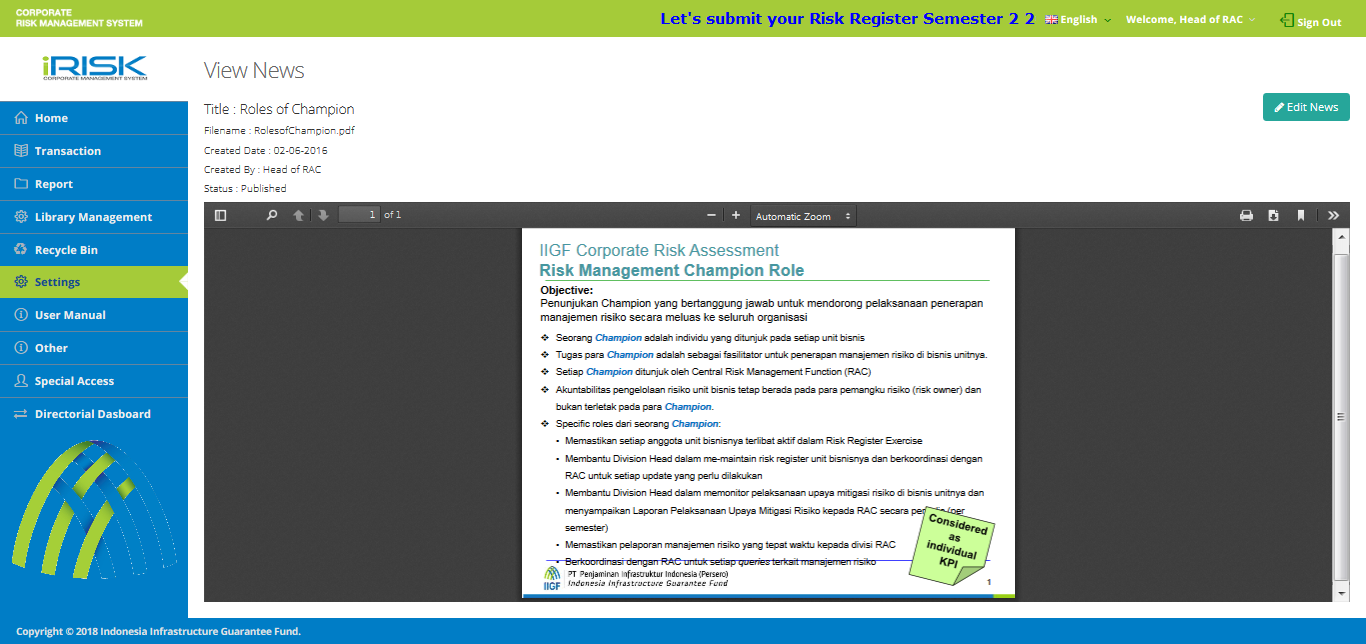 CORPORATE
RISK MANAGEMENT SYSTEM
Let's submit your Risk Register Semester 2 2
English
Welcome, Head of RAC
Sign Out
iRISK
CORPORATE MANAGEMENT SYSTEM
Home
Transaction
Report
Library Management
Recycle Bin
Settings
User Manual
Other
Special Access
Directorial Dasboard
View News
Title : Roles of Champion
Edit News
Filename : RolesofChampion.pdf
Created Date : 02-06-2016
Created By : Head of RAC
Status : Published
1 of 1
Automatic Zoom
IIGF Corporate Risk Assessment
Risk Management Champion Role
Objective:
Penunjukan Champion yang bertanggung jawab untuk mendorong pelaksanaan penerapan
manajemen risiko secara meluas ke seluruh organisasi
❖ Seorang Champion adalah individu yang ditunjuk pada setiap unit bisnis
❖ Tugas para Champion adalah sebagai fasilitator untuk penerapan manajemen risiko di bisnis unitnya.
❖ Setiap Champion ditunjuk oleh Central Risk Management Function (RAC)
❖ Akuntabilitas pengelolaan risiko unit bisnis tetap berada pada para pemangku risiko (risk owner) dan
bukan terletak pada para Champion.
❖ Specific roles dari seorang Champion:
• Memastikan setiap anggota unit bisnisnya terlibat aktif dalam Risk Register Exercise
• Membantu Division Head dalam me-maintain risk register unit bisnisnya dan berkoordinasi dengan
RAC untuk setiap update yang perlu dilakukan
• Membantu Division Head dalam memonitor pelaksanaan upaya mitigasi risiko di bisnis unitnya dan
menyampaikan Laporan Pelaksanaan Upaya Mitigasi Risiko kepada RAC secara (per
semester)
• Memastikan pelaporan manajemen risiko yang tepat waktu kepada divisi RAC
• Berkoordinasi dengan RAC untuk setiap queries terkait manajemen risiko
Considered
as
individual
KPI
IIGF
PT Penjaminan Infrastruktur Indonesia (Persero)
Indonesia Infrastructure Guarantee Fund
1
Copyright © 2018 Indonesia Infrastructure Guarantee Fund.